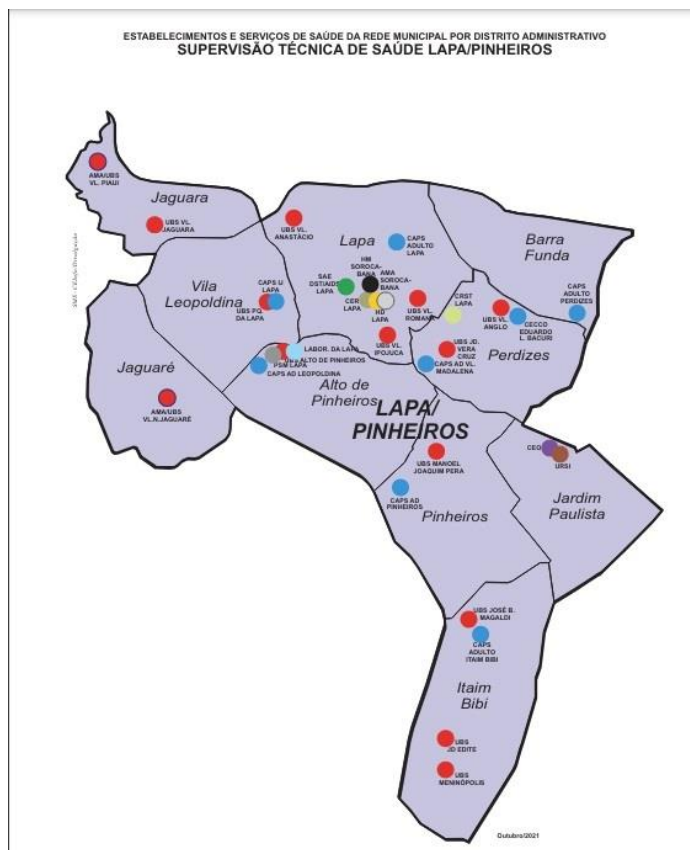 ESTABELECIMENTOS E SERVIÇOS DE SAÚDE DA REDE MUNICIPAL POR DISTRITO ADMINISTRATIVO
SUPERVISÃO TÉCNICA DE SAÚDE LAPA/PINHEIROS
AMA/UBS
VL. PIAUI
Jaguara
UBS VL.
JAGUARA
UBS VL.
ANASTÁCIO
Lapa
CAPS
ADULTO
LAPA
Barra
Funda
Vila
Leopoldina
CAPS IJ
LAPA
UBS PQ.
DA LAPA
SAE
DST/AIDS
LAPA
HM
SOROCA-
BANA
AMA
SOROCA-
BANA
CER
LAPA
HD
LAPA
UBS VL.
ROMANA
CRST
LAPA
UBS VL.
ANGLO
CECCO
EDUARDO
L. BACURI
CAPS
ADULTO
PERDIZES
UBS VL.
IPOJUCA
UBS JD.
VERA
CRUZ
CAPS AD VL.
MADALENA
Perdizes
LABOR. DA LAPA
UBS ALTO DE PINHEIROS
PSM LAPA
CAPS AD LEOPOLDINA
Jaguaré
AMA/UBS
VL.N.JAGUARÉ
Alto de
Pinheiros
LAPA/
PINHEIROS
UBS MANOEL
JOAQUIM PERA
CAPS AD
PINHEIROS
Pinheiros
CEO
URSI
Jardim
Paulista
UBS JOSÉ B.
MAGALDI
CAPS
ADULTO
ITAIM BIBI
Itaim
Bibi
UBS
JD EDITE
UBS
MENINÓPOLIS
Outubro/2021